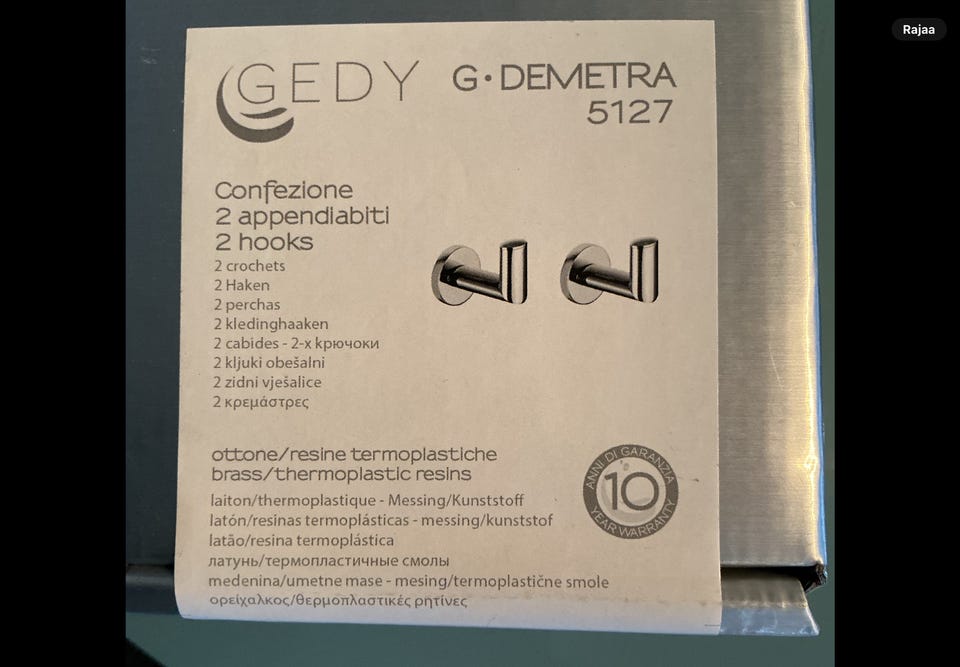 Rajaa
GEDY G•DEMETRA
5127
Confezione
2 appendiabiti
2 hooks
2 crochets
2 Haken
2 perchas
2 kledinghaaken
2 cabides - 2-х крючоки
2 kljuki obešalni
2 zidni vješalice
2 κρεμάστρες
ottone/resine termoplastiche
brass/thermoplastic resins
laiton/thermoplastique - Messing/Kunststoff
latón/resinas termoplásticas - messing/kunststof
latão/resina termoplástica
латунь/термопластичные смолы
medenina/umetne mase - mesing/termoplastične smole
ορείχαλκος/θερμοπλαστικές ρητίνες
ANNI DI GARANZIA
10
YEAR WARRANTY